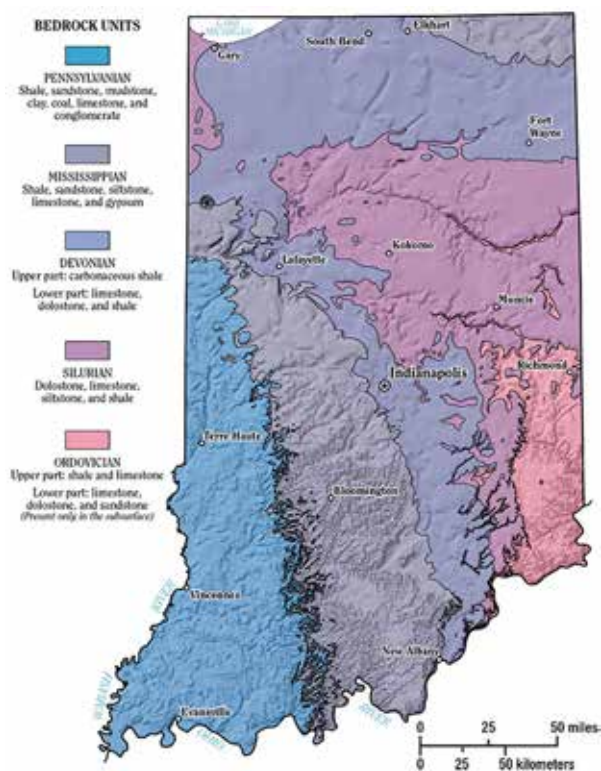 BEDROCK UNITS
PENNSYLVANIAN
Shale, sandstone, mudstone,
clay, coal, limestone, and
conglomerate
MISSISSIPPIAN
Shale, sandstone, siltstone,
limestone, and gypsum
DEVONIAN
Upper part: carbonaceous shale
Lower part: limestone,
dolostone, and shale
SILURIAN
Dolostone, limestone,
siltstone, and shale
ORDOVICIAN
Upper part: shale and limestone
Lower part: limestone,
dolostone, and sandstone
(Present only in the subsurface)
LAKE
MICHIGAN
Gary
South Bend
Elkhart
Fort
Wayne
Lafayette
Kokomo
Muncie
Indianapolis
Richmond
Terre Haute
Bloomington
Vincennes
New Albany
Evansville
WABASH
RIVER
OHIO
RIVER
0 25 50 miles
0 25 50 kilometers